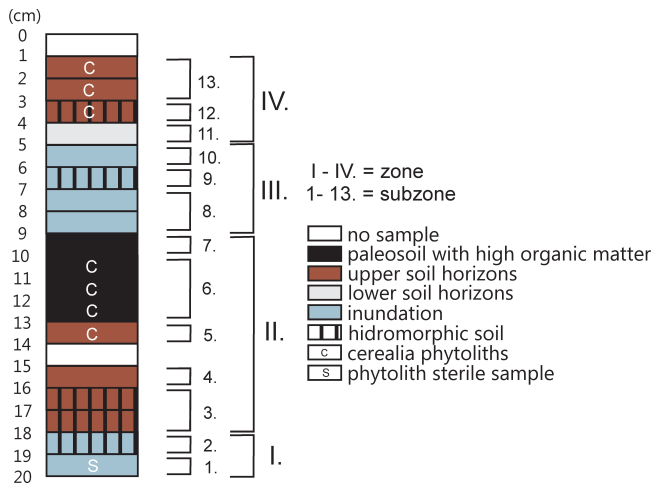 (cm)
0
1
2
3
4
5
6
7
8
9
10
11
12
13
14
15
16
17
18
19
20
C
C
C
C
C
C
C
S
13.
12.
11.
10.
9.
8.
7.
6.
5.
4.
3.
2.
1.
IV.
III.
II.
I.
I - IV. = zone
1- 13. = subzone
no sample
paleosoil with high organic matter
upper soil horizons
lower soil horizons
inundation
hidromorphic soil
C cerealia phytoliths
S phytolith sterile sample